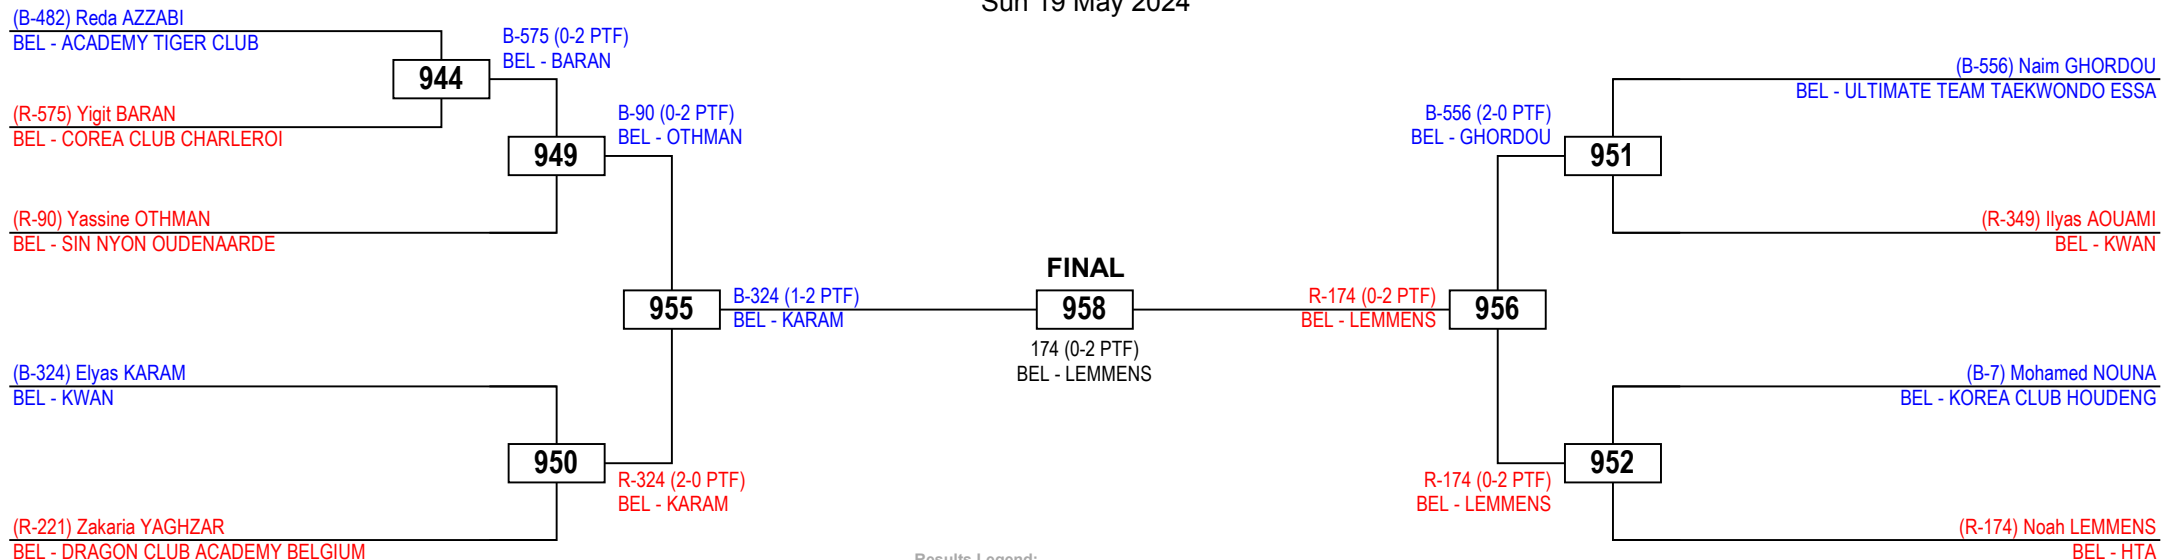 Sun 19 May 2024
(B-482) Reda AZZABI
BEL - ACADEMY TIGER CLUB
B-575 (0-2 PTF)
BEL - BARAN
944
(R-575) Yigit BARAN
BEL - COREA CLUB CHARLEROI
B-90 (0-2 PTF)
BEL - OTHMAN
949
(R-90) Yassine OTHMAN
BEL - SIN NYON OUDENAARDE
955
B-324 (1-2 PTF)
BEL - KARAM
(B-324) Elyas KARAM
BEL - KWAN
950
R-324 (2-0 PTF)
BEL - KARAM
(R-221) Zakaria YAGHZAR
BEL - DRAGON CLUB ACADEMY BELGIUM
FINAL
958
174 (0-2 PTF)
BEL - LEMMENS
(B-556) Naim GHORDOU
BEL - ULTIMATE TEAM TAEKWONDO ESSA
B-556 (2-0 PTF)
BEL - GHORDOU
951
(R-349) Ilyas AOUAMI
BEL - KWAN
R-174 (0-2 PTF)
BEL - LEMMENS
956
(B-7) Mohamed NOUNA
BEL - KOREA CLUB HOUDENG
952
R-174 (0-2 PTF)
BEL - LEMMENS
(R-174) Noah LEMMENS
BEL - HTA
Results Legend: